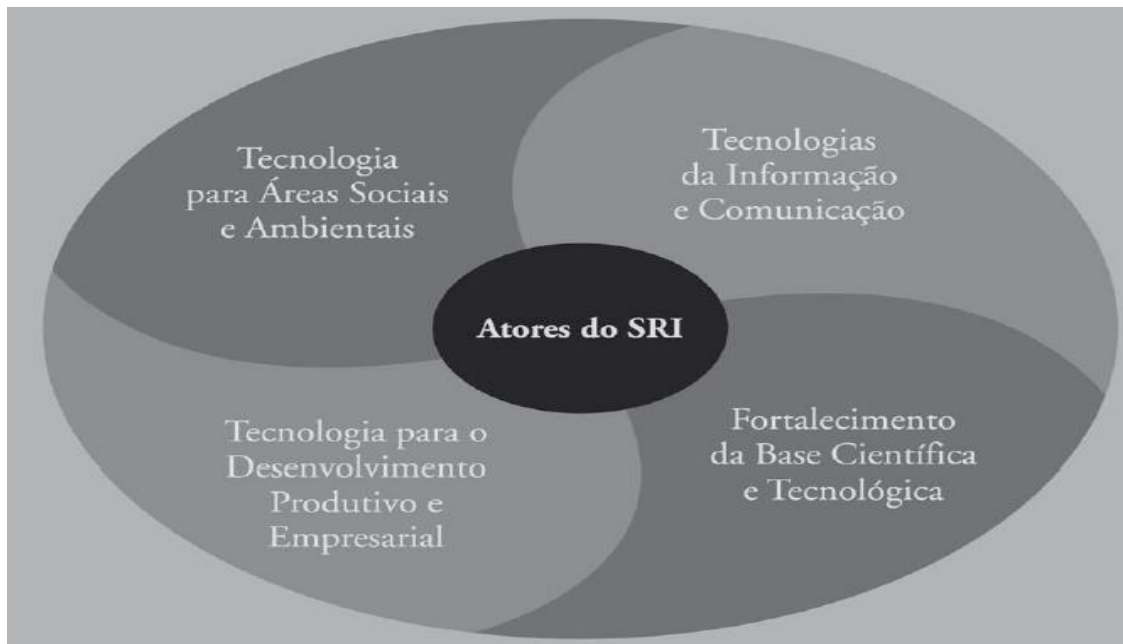 Tecnologia
para Áreas Sociais
e Ambientais
Tecnologias
da Informação
e Comunicação
Atores do SRI
Tecnologia para o
Desenvolvimento
Produtivo e
Empresarial
Fortalecimento
da Base Científica
e Tecnológica